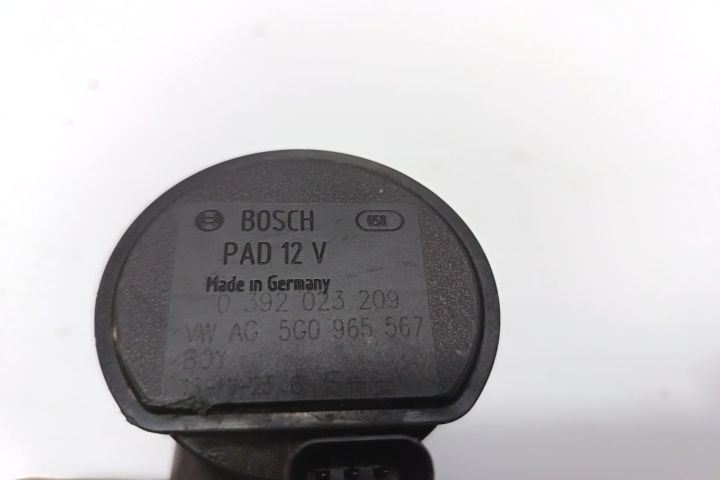 BOSCH 058
PAD 12 V
Made in Germany
0 392 023 209
VW AG 5G0 965 567